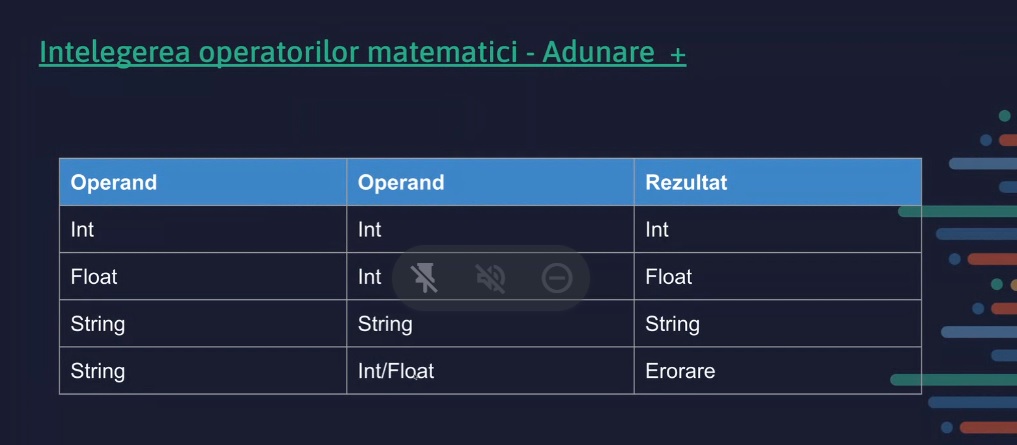 Intelegerea operatorilor matematici - Adunare +
Operand Operand Rezultat
Int Int Int
Float Int Float
String String String
String Int/Float Erorare